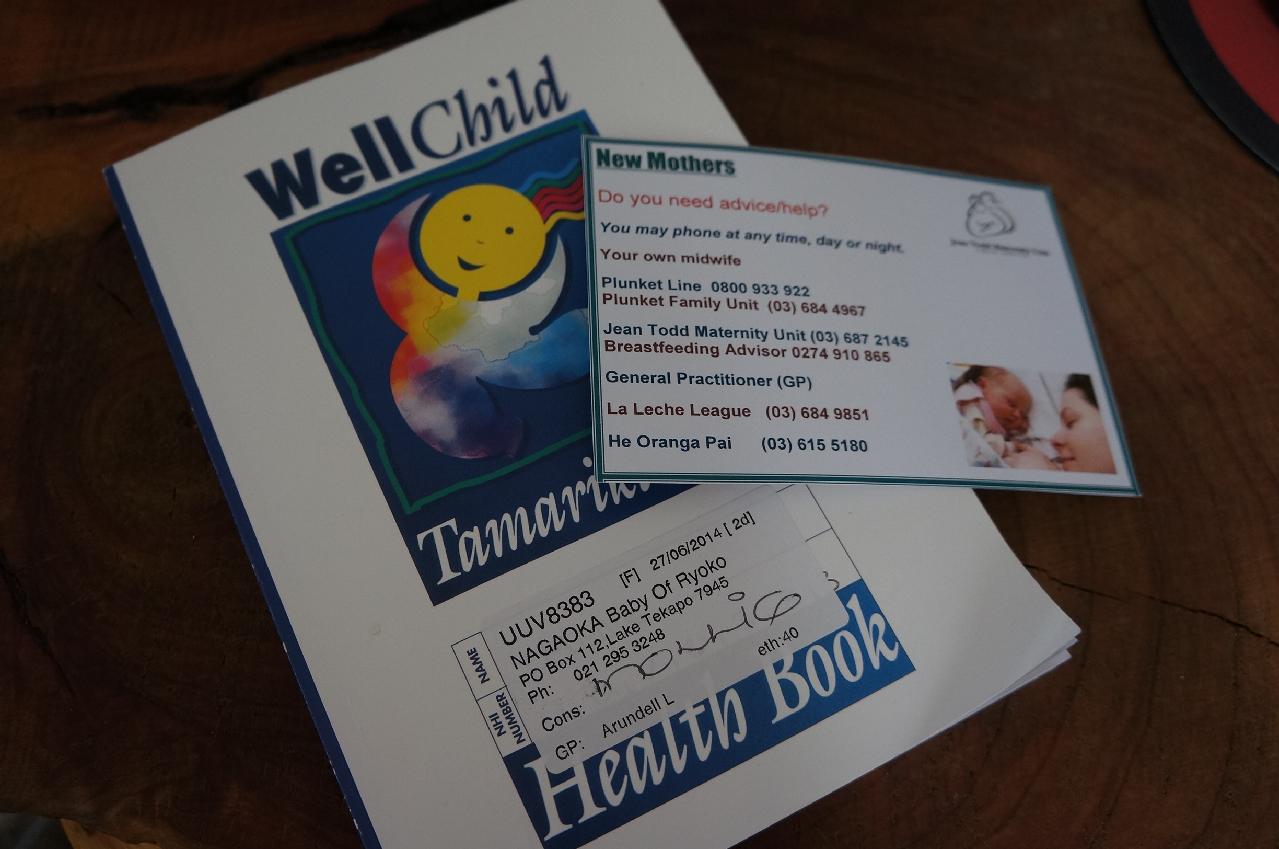 WellChild
Tamariki
New Mothers
Do you need advice/help?
You may phone at any time, day or night.
Your own midwife
Plunket Line 0800 933 922
Plunket Family Unit (03) 684 4967
Jean Todd Maternity Unit (03) 687 2145
Breastfeeding Advisor 0274 910 865
General Practitioner (GP)
La Leche League (03) 684 9851
He Oranga Pai (03) 615 5180
Jean Todd Maternity Unit
NAME
NHI NUMBER
UUV8383 [F] 27/06/2014 [ 2d]
NAGAOKA Baby Of Ryoko
PO Box 112,Lake Tekapo 7945
Ph: 021 295 3248
Cons: eth:40
GP: Arundell L
Health Book